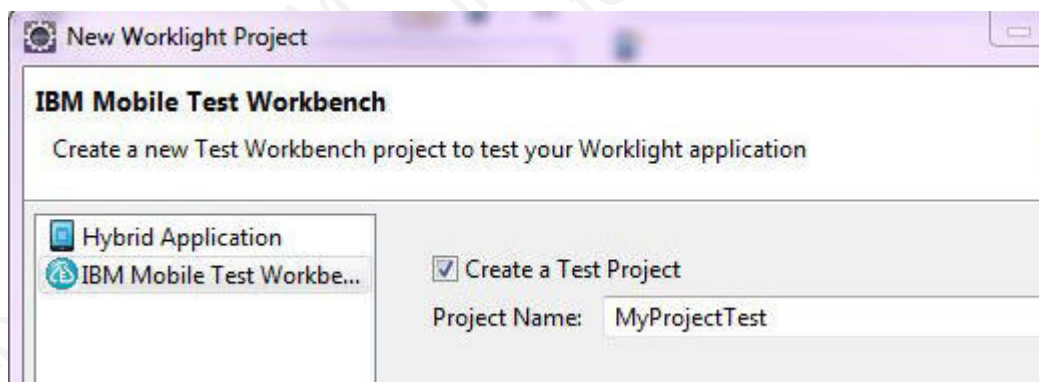 New Worklight Project
IBM Mobile Test Workbench
Create a new Test Workbench project to test your Worklight application
Hybrid Application
IBM Mobile Test Workbe...
Create a Test Project
Project Name: MyProjectTest